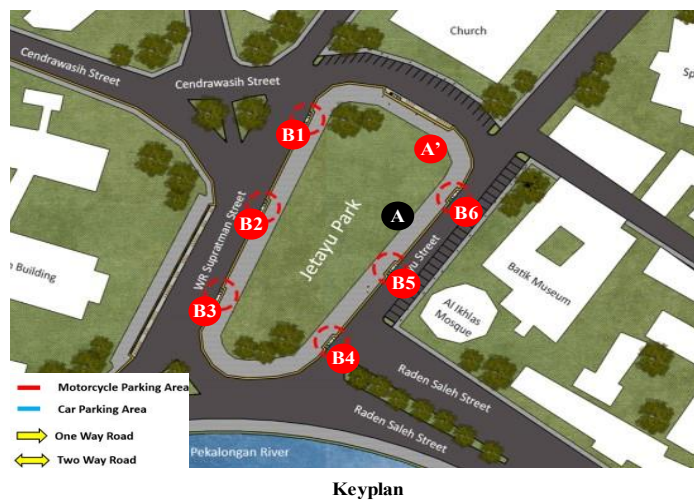 Church
Cendrawasih Street
Cendrawasih Street
B1
A’
A
B6
B2
WR Supratman Street
Jetayu Park
Street
B5
Building
B3
Batik Museum
Al Ikhlas
Mosque
B4
Raden Saleh Street
Raden Saleh Street
Motorcycle Parking Area
Car Parking Area
One Way Road
Two Way Road
Pekalongan River
Keyplan